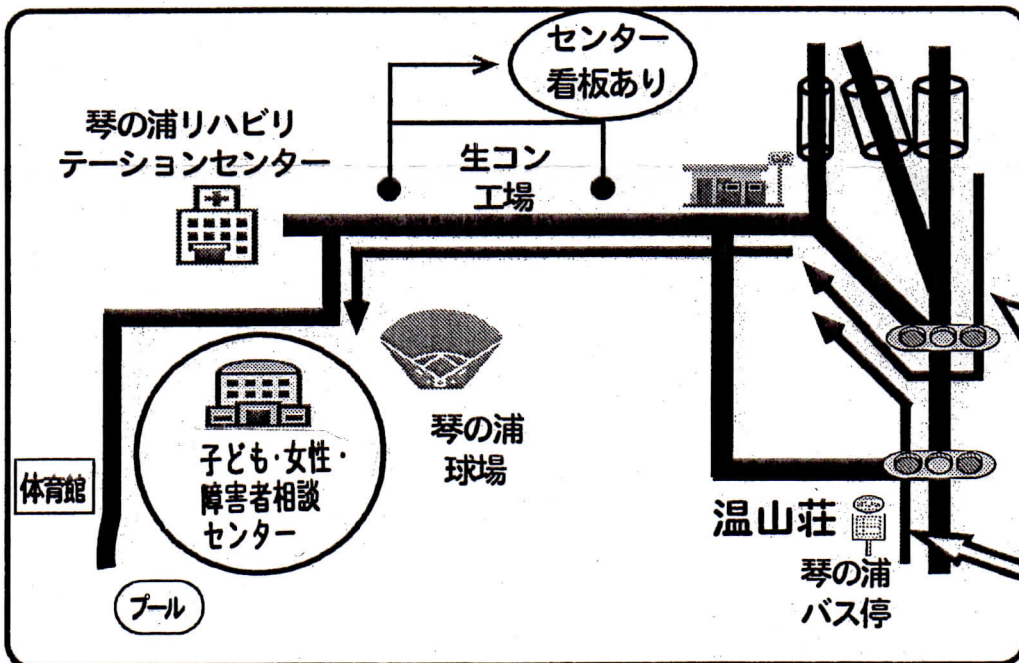 センター
看板あり
琴の浦リハビリ
テーションセンター
生コン
工場
琴の浦
球場
子ども・女性・
障害者相談
センター
体育館
プール
温山荘
琴の浦
バス停